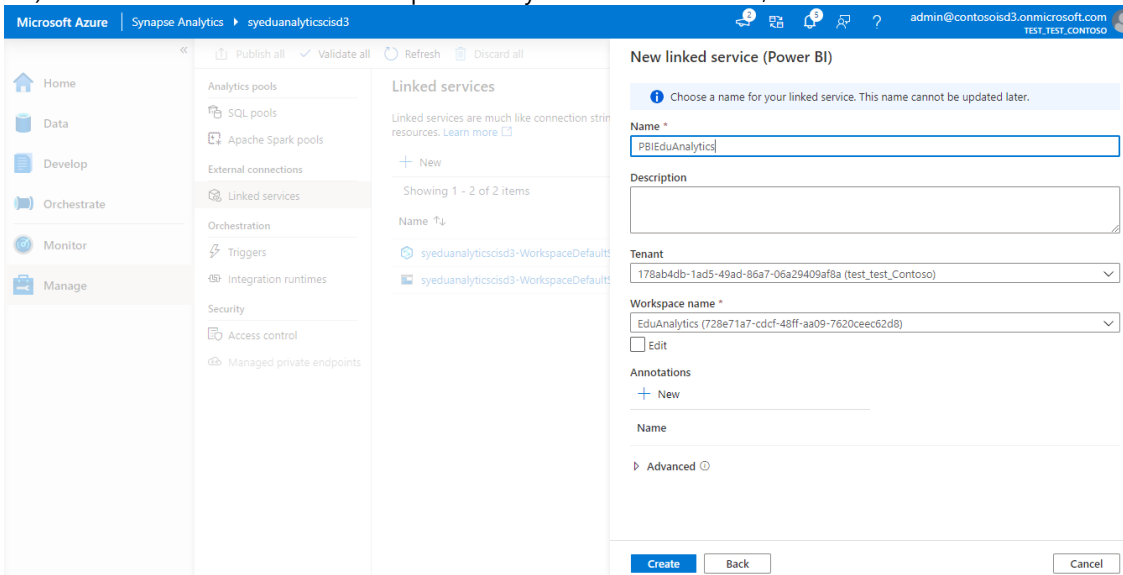 Microsoft Azure Synapse Analytics syeduanalyticscisd3 2 5 ? admin@contosoisd3.onmicrosoft.com
TEST_TEST_CONTOSO
« Publish all Validate all Refresh Discard all
Home
Data
Develop
Orchestrate
Monitor
Manage
Analytics pools
SQL pools
Apache Spark pools
External connections
Linked services
Orchestration
Triggers
Integration runtimes
Security
Access control
Managed private endpoints
Linked services
Linked services are much like connection strin
resources. Learn more
+ New
Showing 1 - 2 of 2 items
Name ↑↓
syeduanalyticscisd3-WorkspaceDefaultS
syeduanalyticscisd3-WorkspaceDefaultS
New linked service (Power BI)
Choose a name for your linked service. This name cannot be updated later.
Name *
PBIEduAnalytics
Description
Tenant
178ab4db-1ad5-49ad-86a7-06a29409af8a (test_test_Contoso)
Workspace name *
EduAnalytics (728e71a7-cdcf-48ff-aa09-7620ceec62d8)
Edit
Annotations
+ New
Name
Advanced
Create Back Cancel